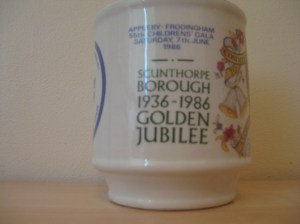 APPLEBY-FRODINGHAM
55th CHILDRENS' GALA
SATURDAY, 7th JUNE
1986
SCUNTHORPE
BOROUGH
1936-1986
GOLDEN
JUBILEE